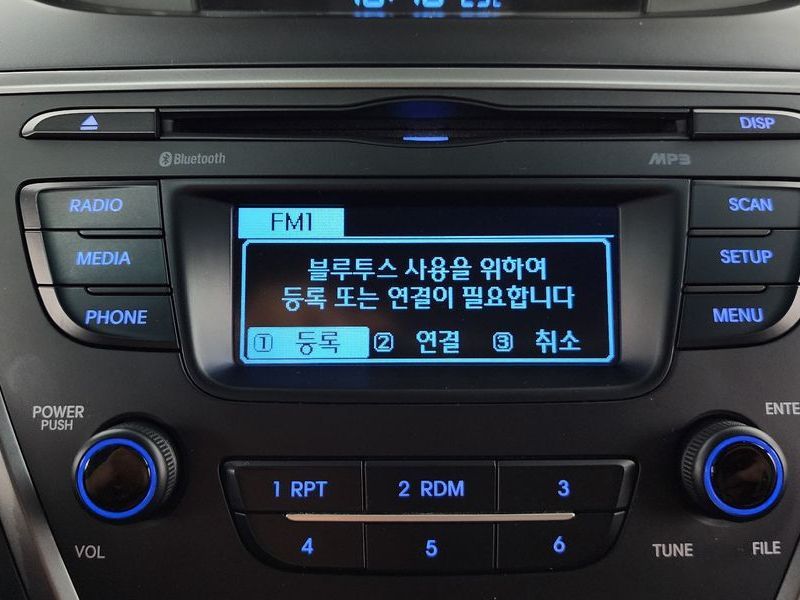 DISP
Bluetooth
MP3
RADIO
SCAN
FM1
MEDIA
블루투스 사용을 위하여
등록 또는 연결이 필요합니다
SETUP
PHONE
① 등록 ② 연결 ③ 취소
MENU
POWER
PUSH
ENTE
1 RPT 2 RDM 3
4 5 6
VOL
TUNE FILE